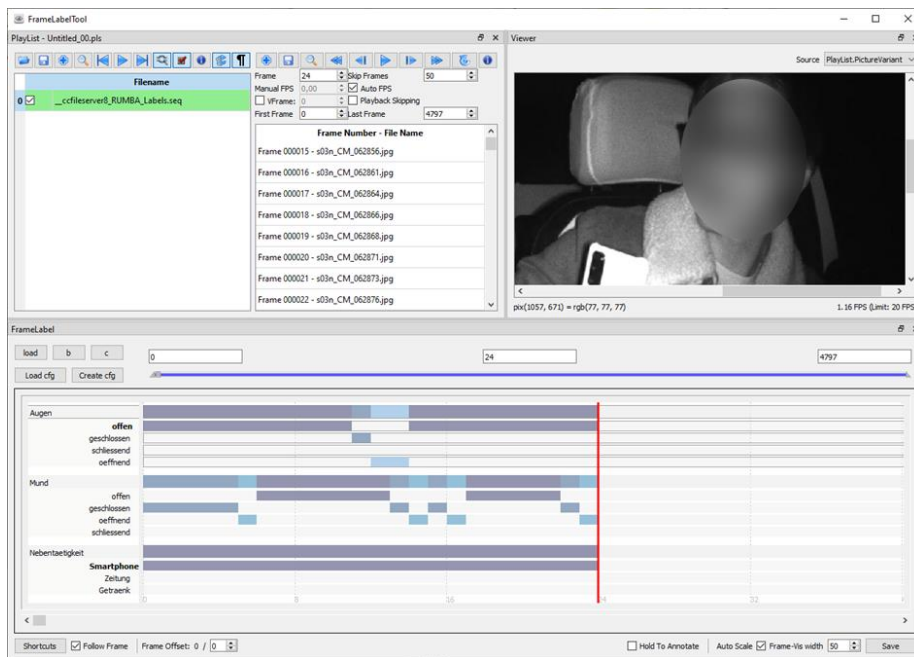 FrameLabelTool
PlayList - Untitled_00.pls
Filename
0 __ccfileserver8_RUMBA_Labels.seq
Frame 24 Skip Frames 50
Manual FPS 0,00 Auto FPS
VFrame: 0 Playback Skipping
First Frame 0 Last Frame 4797
Frame Number - File Name
Frame 000015 - s03n_CM_062856.jpg
Frame 000016 - s03n_CM_062861.jpg
Frame 000017 - s03n_CM_062864.jpg
Frame 000018 - s03n_CM_062866.jpg
Frame 000019 - s03n_CM_062868.jpg
Frame 000020 - s03n_CM_062871.jpg
Frame 000021 - s03n_CM_062873.jpg
Frame 000022 - s03n_CM_062876.jpg
Viewer
Source PlayList.PictureVariant
pix(1057, 671) = rgb(77, 77, 77) 1.16 FPS (Limit: 20 FPS
FrameLabel
load b c
0 24 4797
Load cfg Create cfg
Augen
offen
geschlossen
schliessend
oeffnend
Mund
offen
geschlossen
oeffnend
schliessend
Nebentaetigkeit
Smartphone
Zeitung
Getraenk
0 8 16 24 32
Shortcuts Follow Frame Frame Offset: 0 / 0 Hold To Annotate Auto Scale Frame-Vis width 50 Save